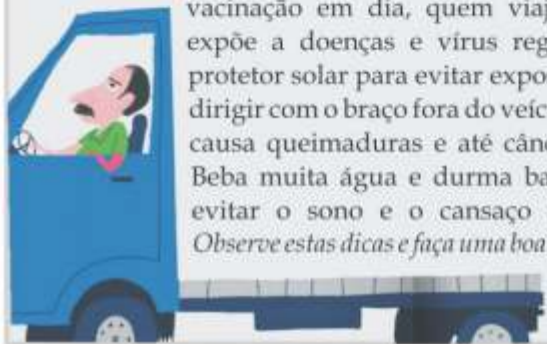 vacinação em dia, quem viaj
expõe a doenças e vírus reg
protetor solar para evitar expo
dirigir com o braço fora do veíc
causa queimaduras e até cânc
Beba muita água e durma ba
evitar o sono e o cansaço
Observe estas dicas e faça uma boa